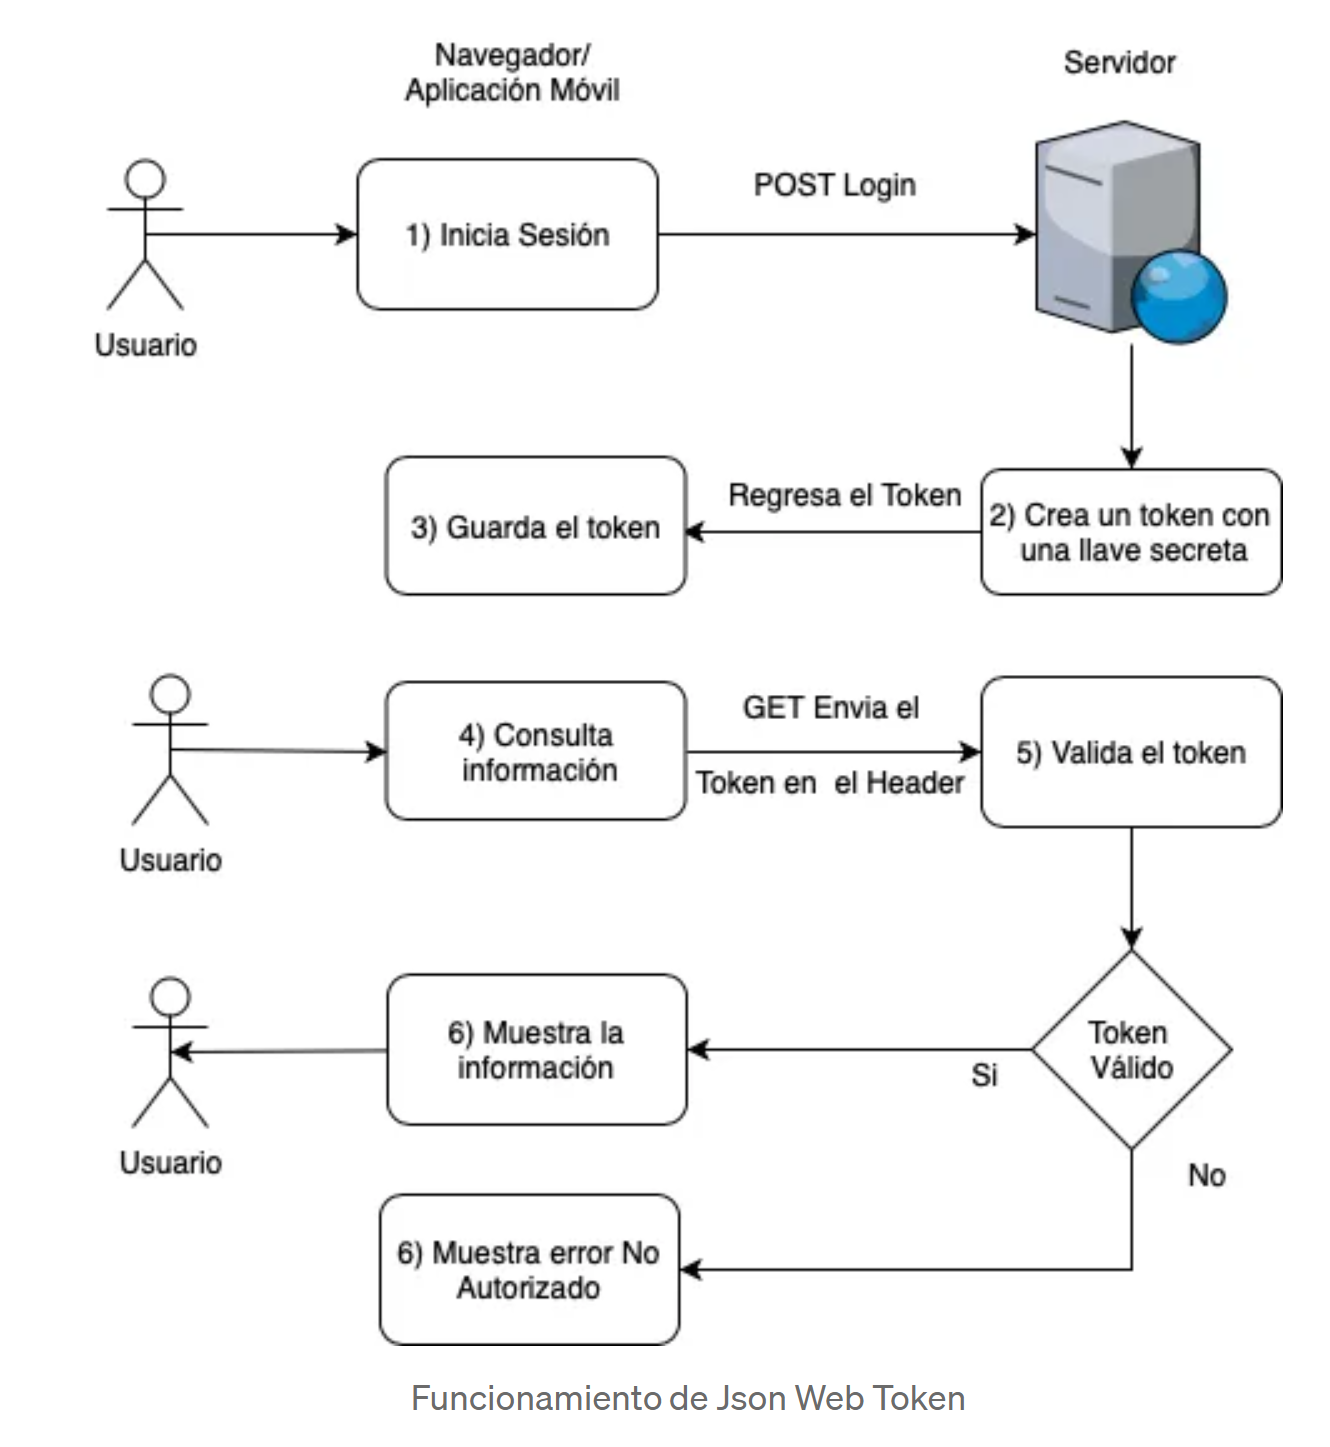 Navegador/
Aplicación Móvil
Servidor
POST Login
1) Inicia Sesión
Usuario
Regresa el Token
3) Guarda el token
2) Crea un token con
una llave secreta
GET Envia el
4) Consulta
información
5) Valida el token
Token en el Header
Usuario
6) Muestra la
información
Token
Válido
Si
Usuario
No
6) Muestra error No
Autorizado
Funcionamiento de Json Web Token